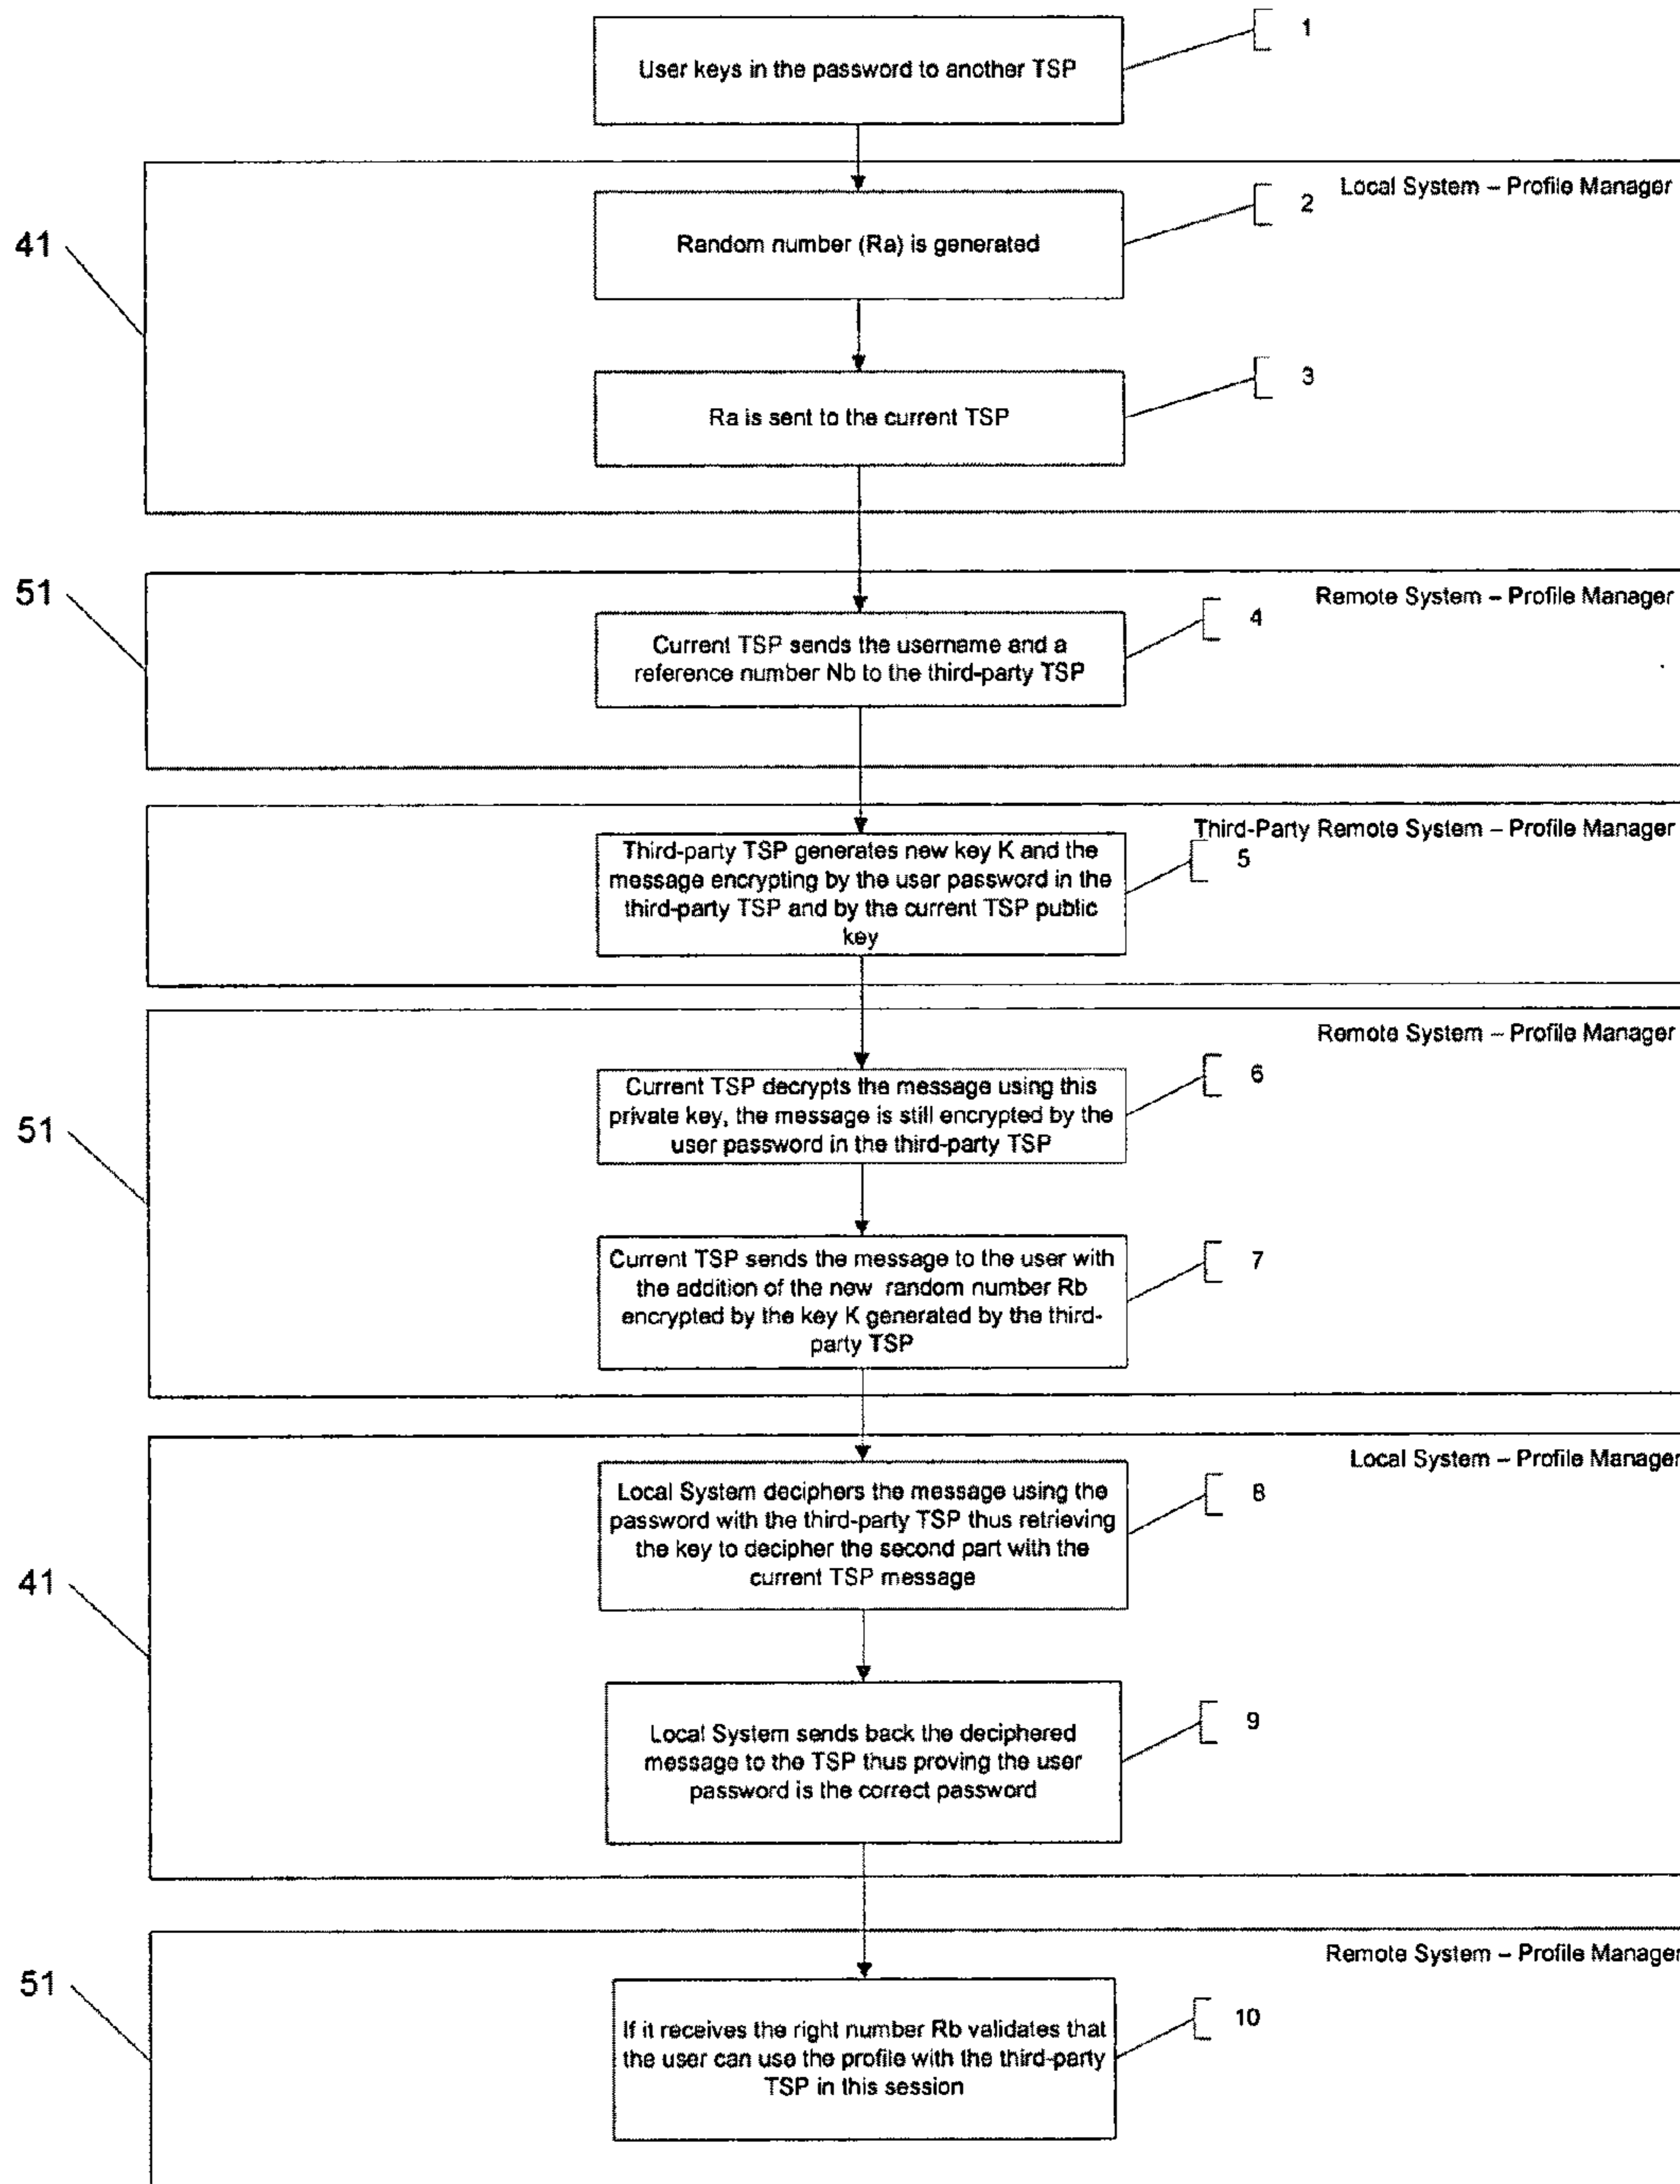 1
User keys in the password to another TSP
Local System – Profile Manager
2
41
Random number (Ra) is generated
3
Ra is sent to the current TSP
51
Remote System – Profile Manager
4
Current TSP sends the username and a
reference number Nb to the third-party TSP
Third-Party Remote System – Profile Manager
5
Third-party TSP generates new key K and the
message encrypting by the user password in the
third-party TSP and by the current TSP public
key
Remote System – Profile Manager
6
Current TSP decrypts the message using this
private key, the message is still encrypted by the
user password in the third-party TSP
51
7
Current TSP sends the message to the user with
the addition of the new random number Rb
encrypted by the key K generated by the third-
party TSP
Local System – Profile Manager
8
Local System deciphers the message using the
password with the third-party TSP thus retrieving
the key to decipher the second part with the
current TSP message
41
9
Local System sends back the deciphered
message to the TSP thus proving the user
password is the correct password
Remote System – Profile Manager
51
10
If it receives the right number Rb validates that
the user can use the profile with the third-party
TSP in this session